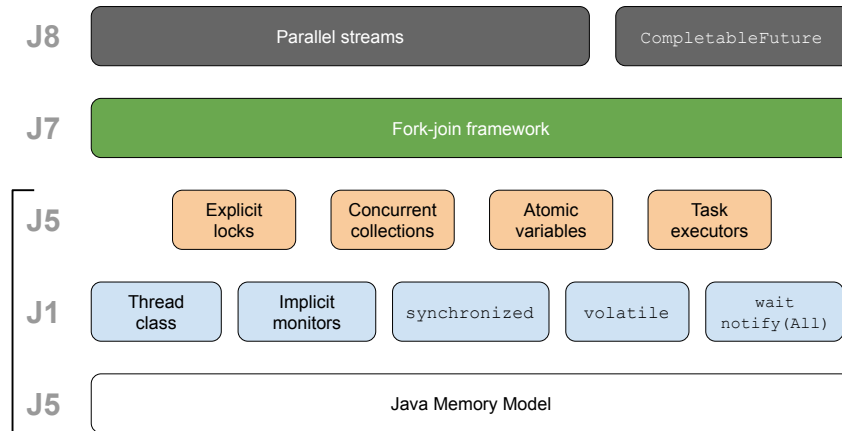 J8
Parallel streams
CompletableFuture
J7
Fork-join framework
J5
Explicit
locks
Concurrent
collections
Atomic
variables
Task
executors
J1
Thread
class
Implicit
monitors
synchronized
volatile
wait
notify(All)
J5
Java Memory Model